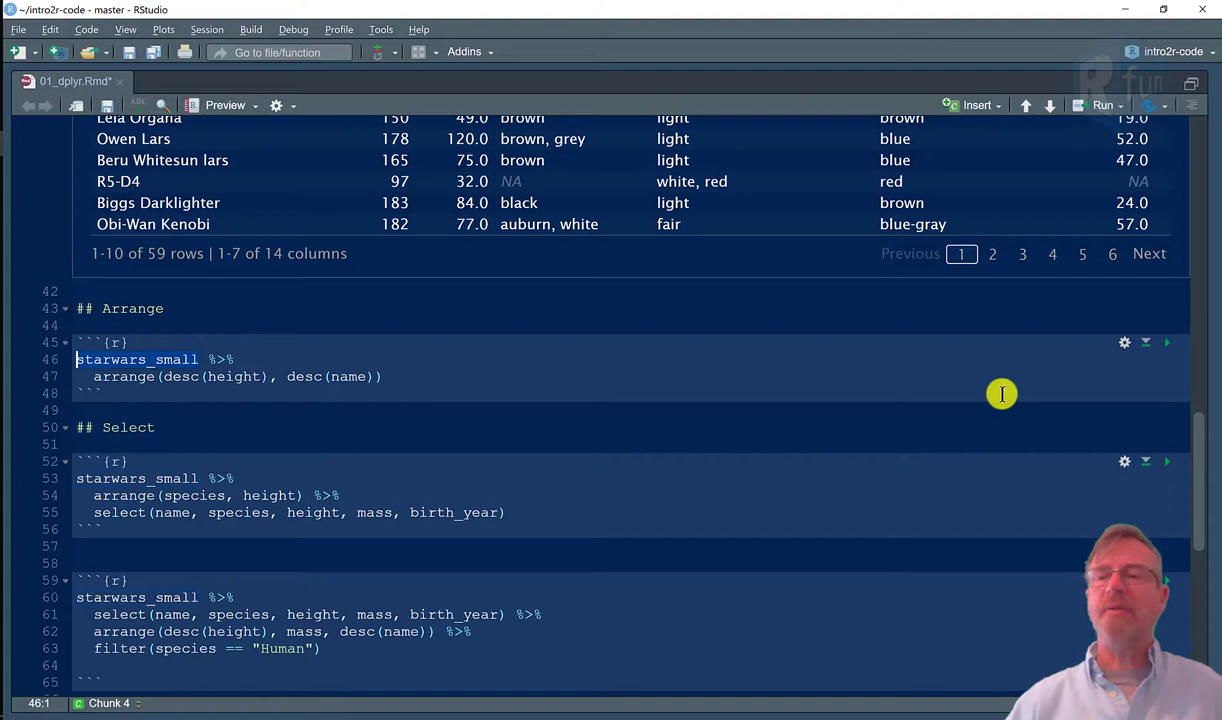 ~/intro2r-code - master - RStudio
File Edit Code View Plots Session Build Debug Profile Tools Help
Go to file/function Addins intro2r-code
R fun
01_dplyr.Rmd*
ABC Preview Insert Run
Leia Organa 150 49.0 brown light brown 19.0
Owen Lars 178 120.0 brown, grey light blue 52.0
Beru Whitesun lars 165 75.0 brown light blue 47.0
R5-D4 97 32.0 NA white, red red NA
Biggs Darklighter 183 84.0 black light brown 24.0
Obi-Wan Kenobi 182 77.0 auburn, white fair blue-gray 57.0
1-10 of 59 rows | 1-7 of 14 columns Previous 1 2 3 4 5 6 Next
42
43 ## Arrange
44
45 ```{r}
46 starwars_small %>%
47 arrange(desc(height), desc(name))
48 ```
49
50 ## Select
51
52 ```{r}
53 starwars_small %>%
54 arrange(species, height) %>%
55 select(name, species, height, mass, birth_year)
56 ```
57
58
59 ```{r}
60 starwars_small %>%
61 select(name, species, height, mass, birth_year) %>%
62 arrange(desc(height), mass, desc(name)) %>%
63 filter(species == "Human")
64
65 ```
46:1 C Chunk 4